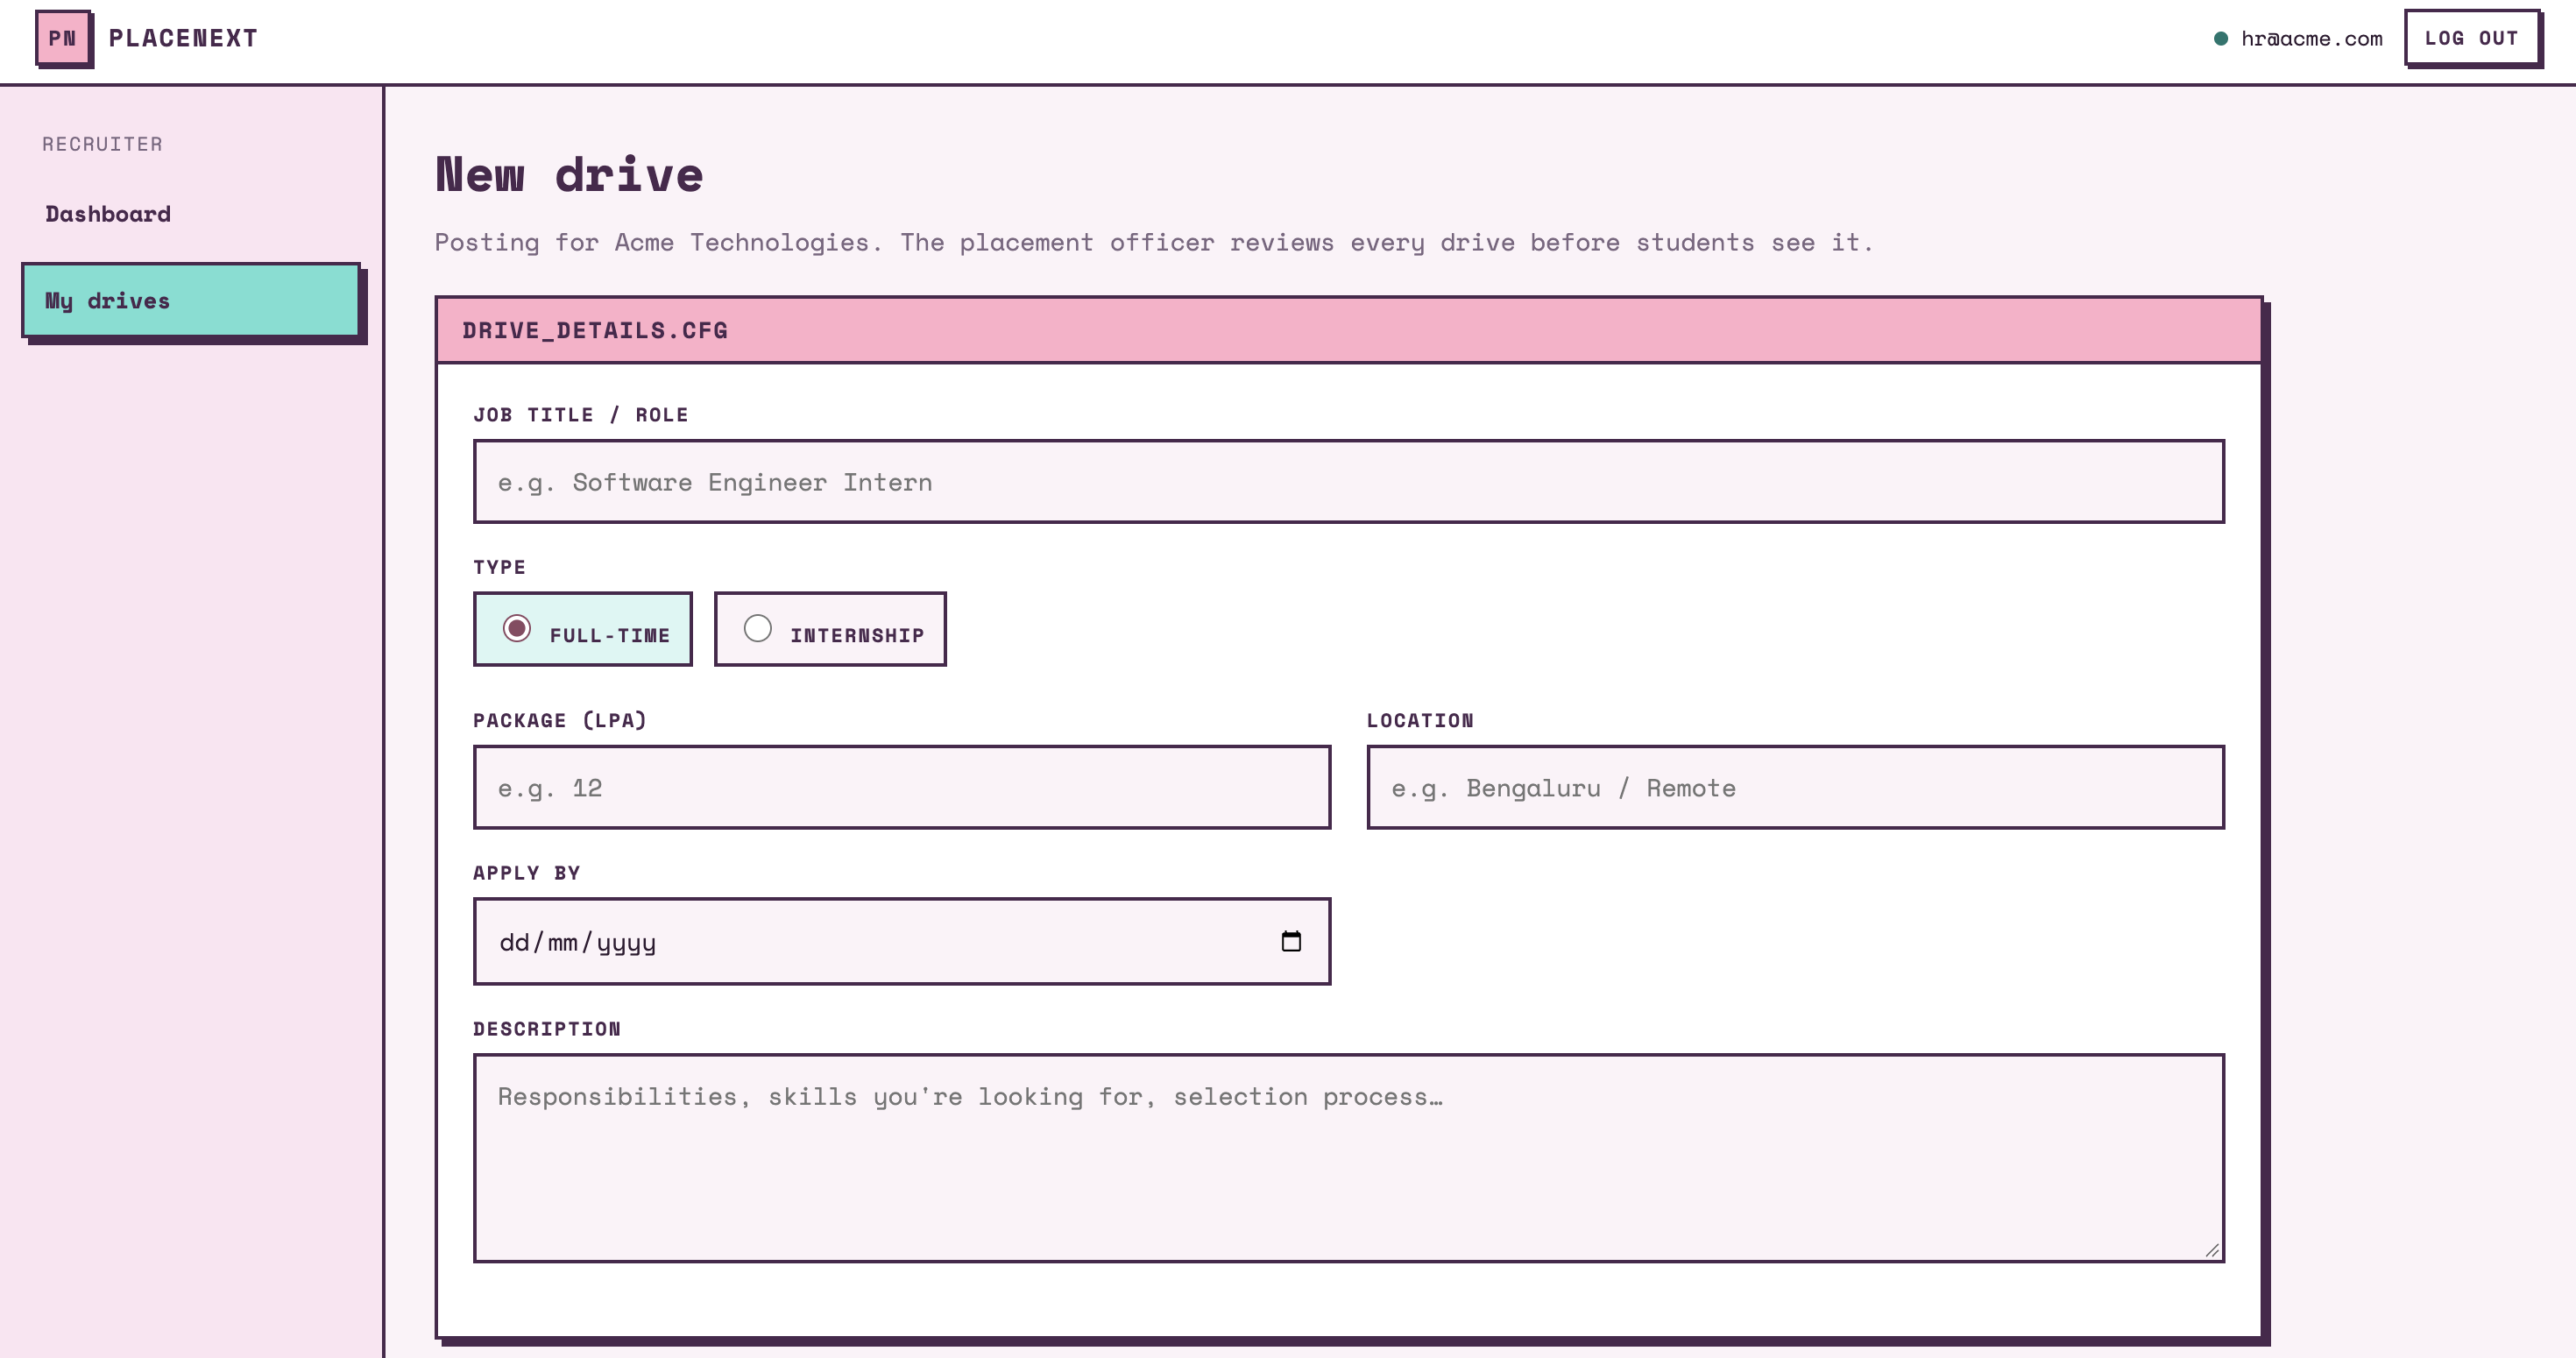 PN PLACENEXT
hr@acme.com LOG OUT
RECRUITER
Dashboard
My drives
New drive
Posting for Acme Technologies. The placement officer reviews every drive before students see it.
DRIVE_DETAILS.CFG
JOB TITLE / ROLE
e.g. Software Engineer Intern
TYPE
FULL-TIME INTERNSHIP
PACKAGE (LPA) LOCATION
e.g. 12 e.g. Bengaluru / Remote
APPLY BY
dd/mm/yyyy
DESCRIPTION
Responsibilities, skills you're looking for, selection process…